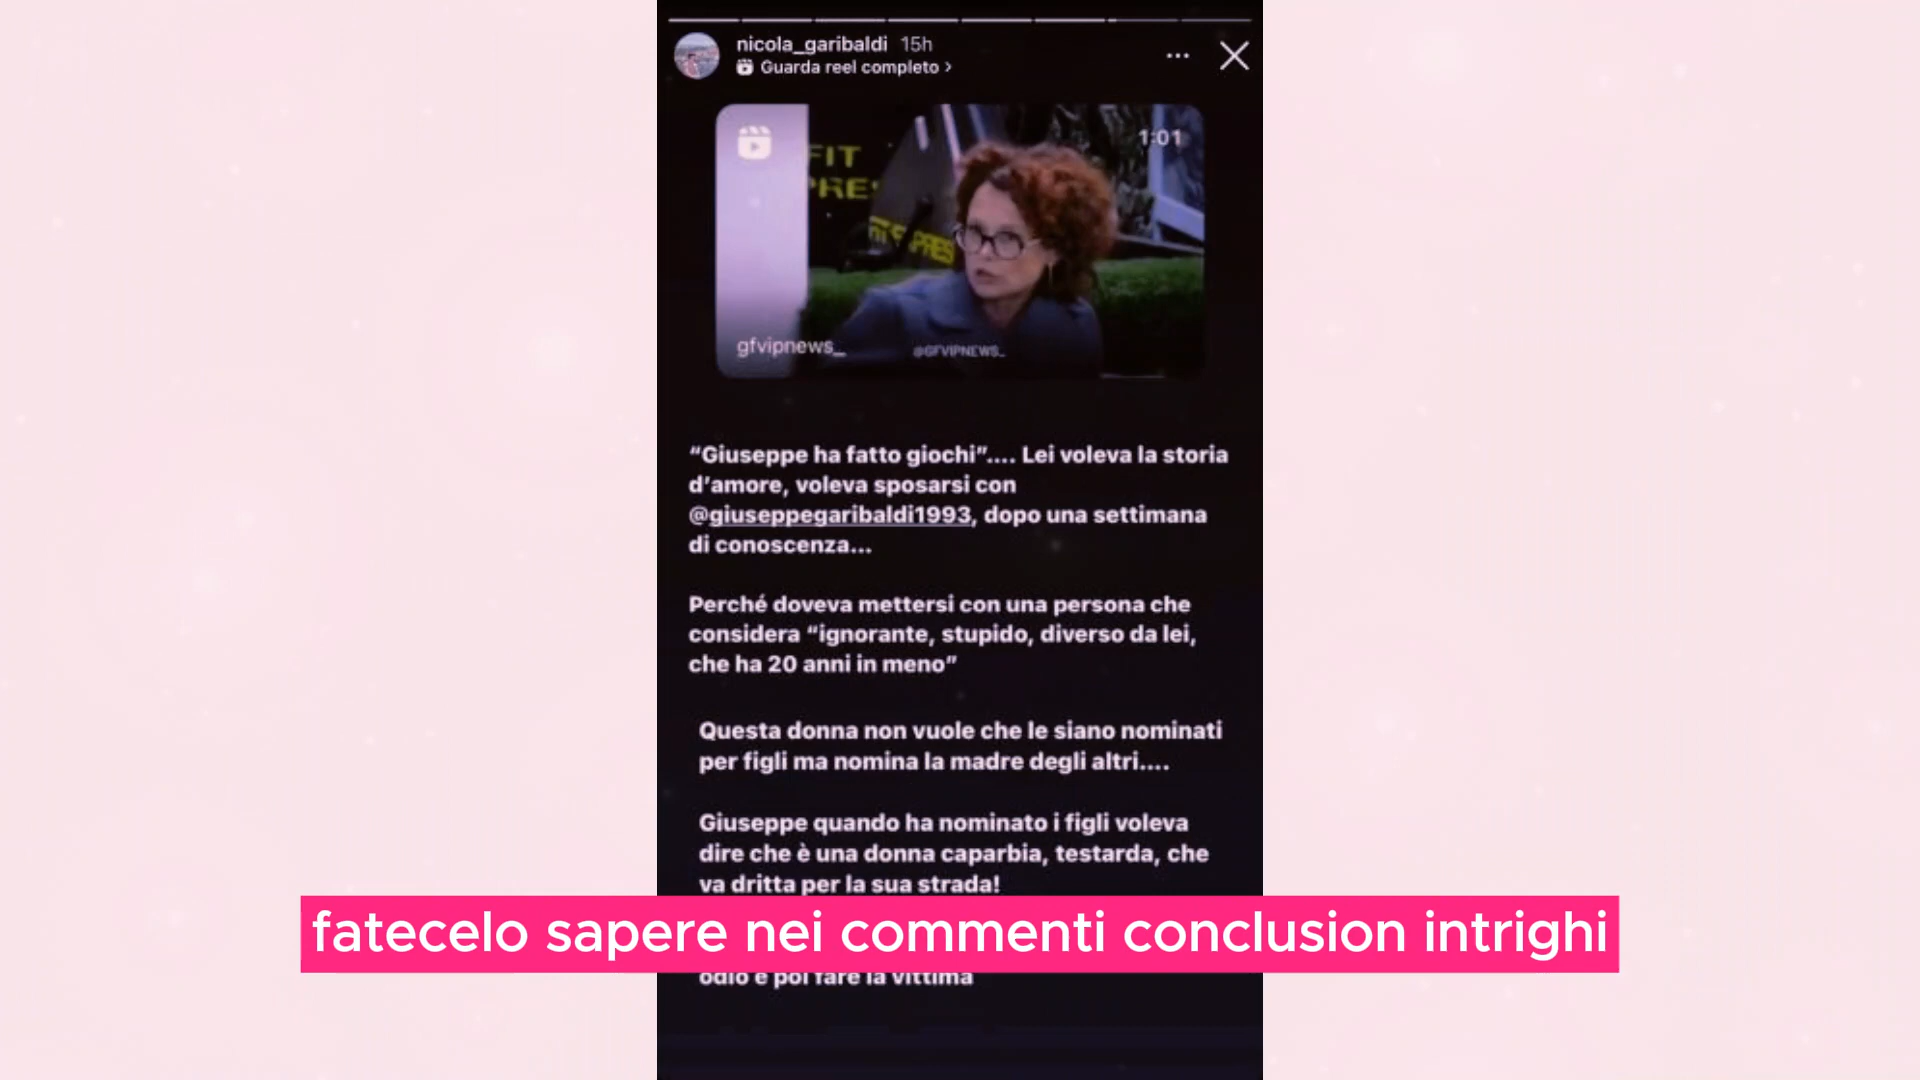 nicola_garibaldi 15h
Guarda reel completo >
1:01
FIT
PRES
FIT EXPRES
gfvipnews_
@GFVIPNEWS_
“Giuseppe ha fatto giochi”.... Lei voleva la storia
d’amore, voleva sposarsi con
@giuseppegaribaldi1993, dopo una settimana
di conoscenza...
Perché doveva mettersi con una persona che
considera “ignorante, stupido, diverso da lei,
che ha 20 anni in meno”
Questa donna non vuole che le siano nominati
per figli ma nomina la madre degli altri....
Giuseppe quando ha nominato i figli voleva
dire che è una donna caparbia, testarda, che
va dritta per la sua strada!
fatecelo sapere nei commenti conclusion intrighi
odio e poi fare la vittima